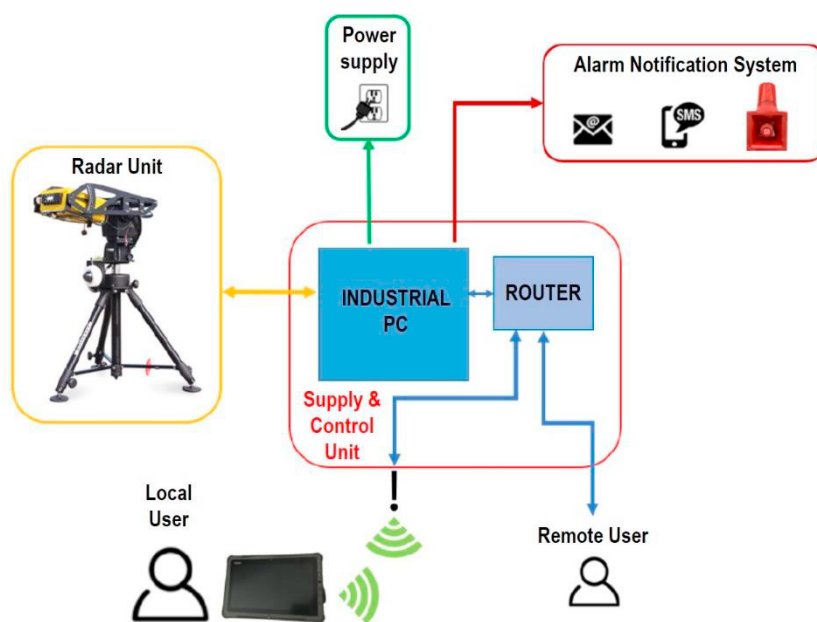 Power
supply
Alarm Notification System
@
SMS
Radar Unit
INDUSTRIAL
PC
ROUTER
Supply &
Control
Unit
Local
User
Remote User